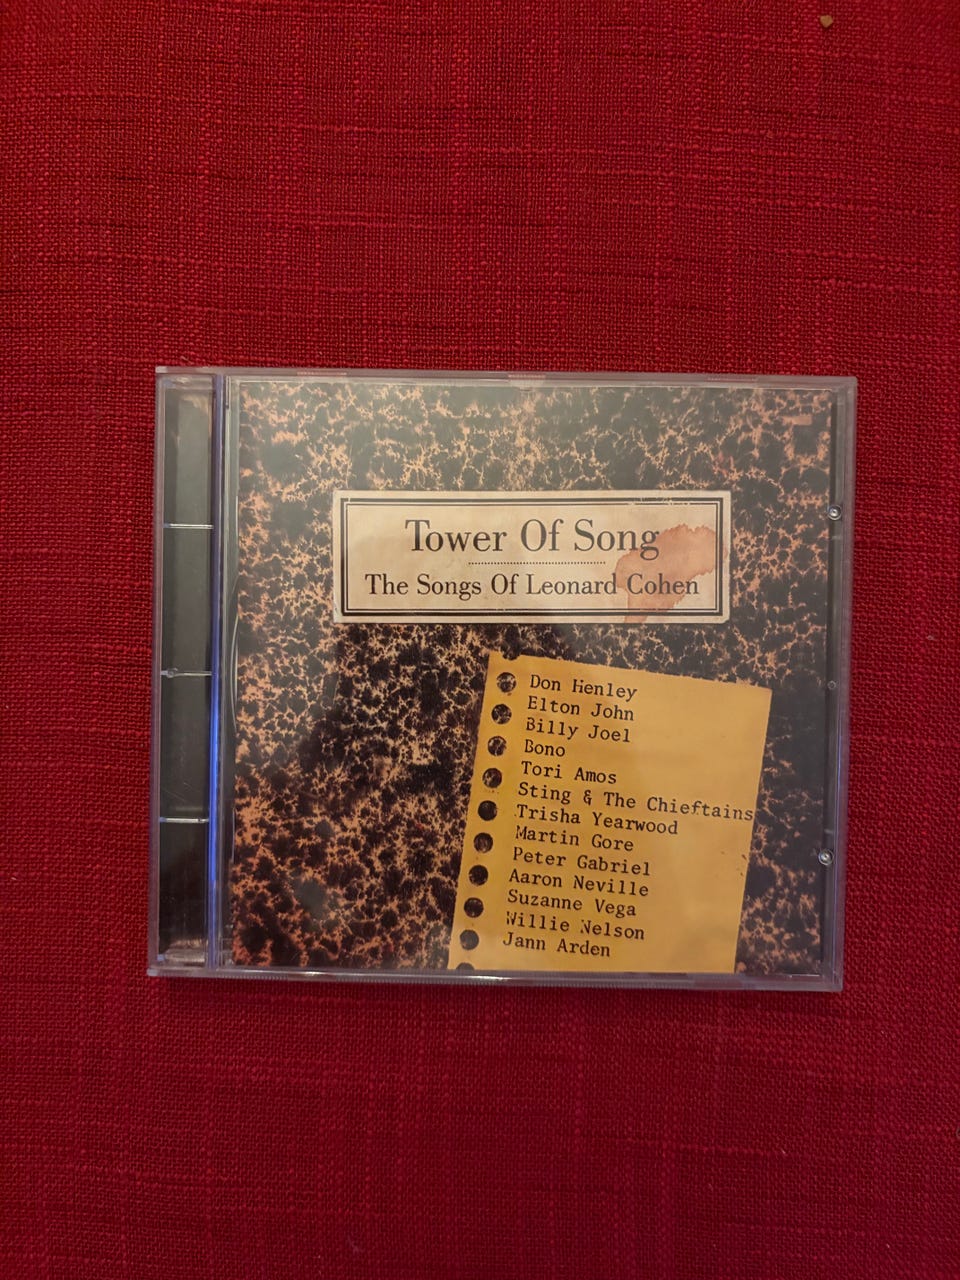 Tower Of Song
The Songs Of Leonard Cohen
Don Henley
Elton John
Billy Joel
Bono
Tori Amos
Sting & The Chieftains
Trisha Yearwood
Martin Gore
Peter Gabriel
Aaron Neville
Suzanne Vega
Willie Nelson
Jann Arden